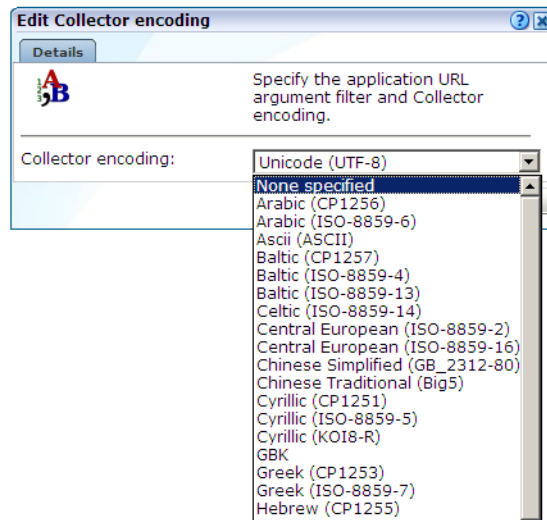 Edit Collector encoding
Details
Specify the application URL
argument filter and Collector
encoding.
Collector encoding:
Unicode (UTF-8)
None specified
Arabic (CP1256)
Arabic (ISO-8859-6)
Ascii (ASCII)
Baltic (CP1257)
Baltic (ISO-8859-4)
Baltic (ISO-8859-13)
Celtic (ISO-8859-14)
Central European (ISO-8859-2)
Central European (ISO-8859-16)
Chinese Simplified (GB_2312-80)
Chinese Traditional (Big5)
Cyrillic (CP1251)
Cyrillic (ISO-8859-5)
Cyrillic (KOI8-R)
GBK
Greek (CP1253)
Greek (ISO-8859-7)
Hebrew (CP1255)